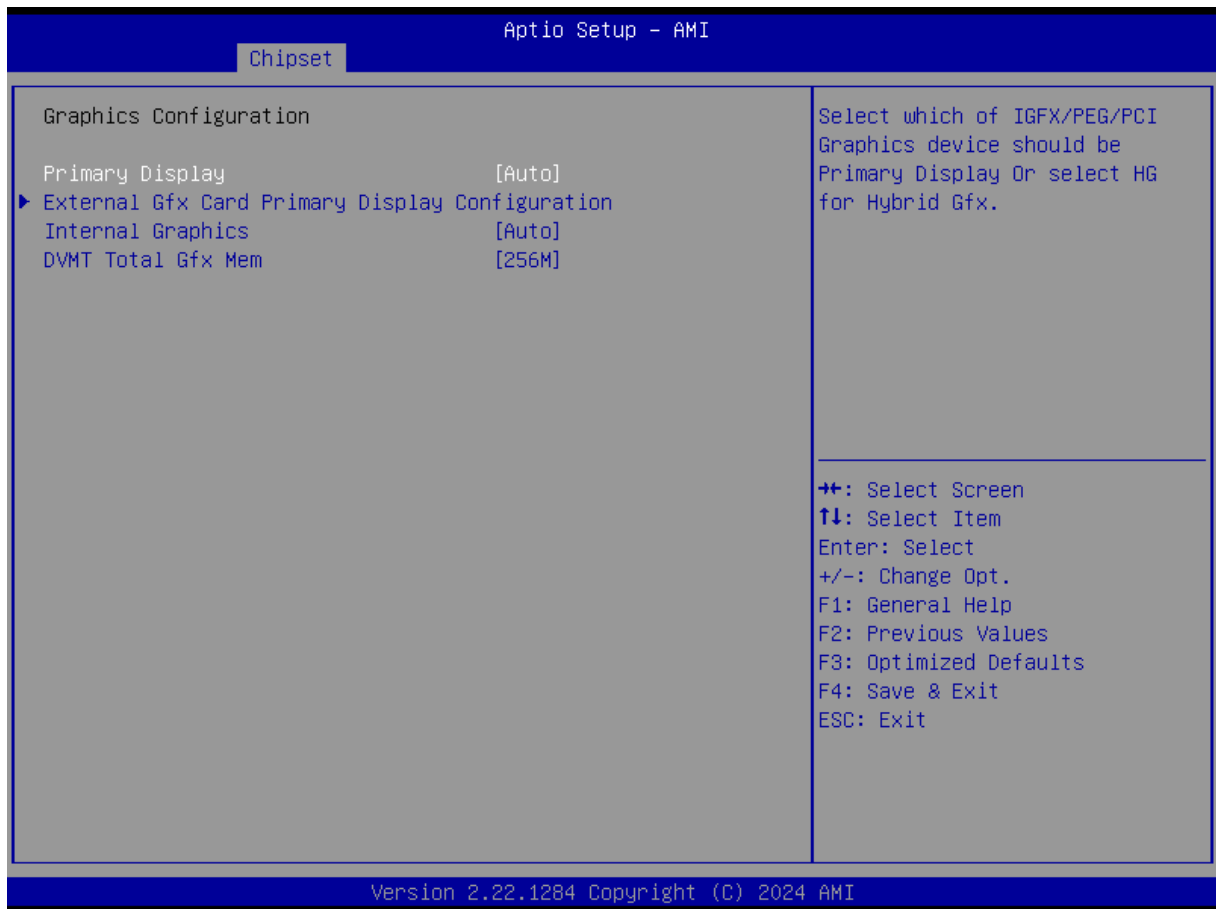 Aptio Setup - AMI
Chipset
Graphics Configuration
Primary Display [Auto]
External Gfx Card Primary Display Configuration
Internal Graphics [Auto]
DVMT Total Gfx Mem [256M]
Select which of IGFX/PEG/PCI
Graphics device should be
Primary Display Or select HG
for Hybrid Gfx.
→←: Select Screen
↑↓: Select Item
Enter: Select
+/-: Change Opt.
F1: General Help
F2: Previous Values
F3: Optimized Defaults
F4: Save & Exit
ESC: Exit
Version 2.22.1284 Copyright (C) 2024 AMI